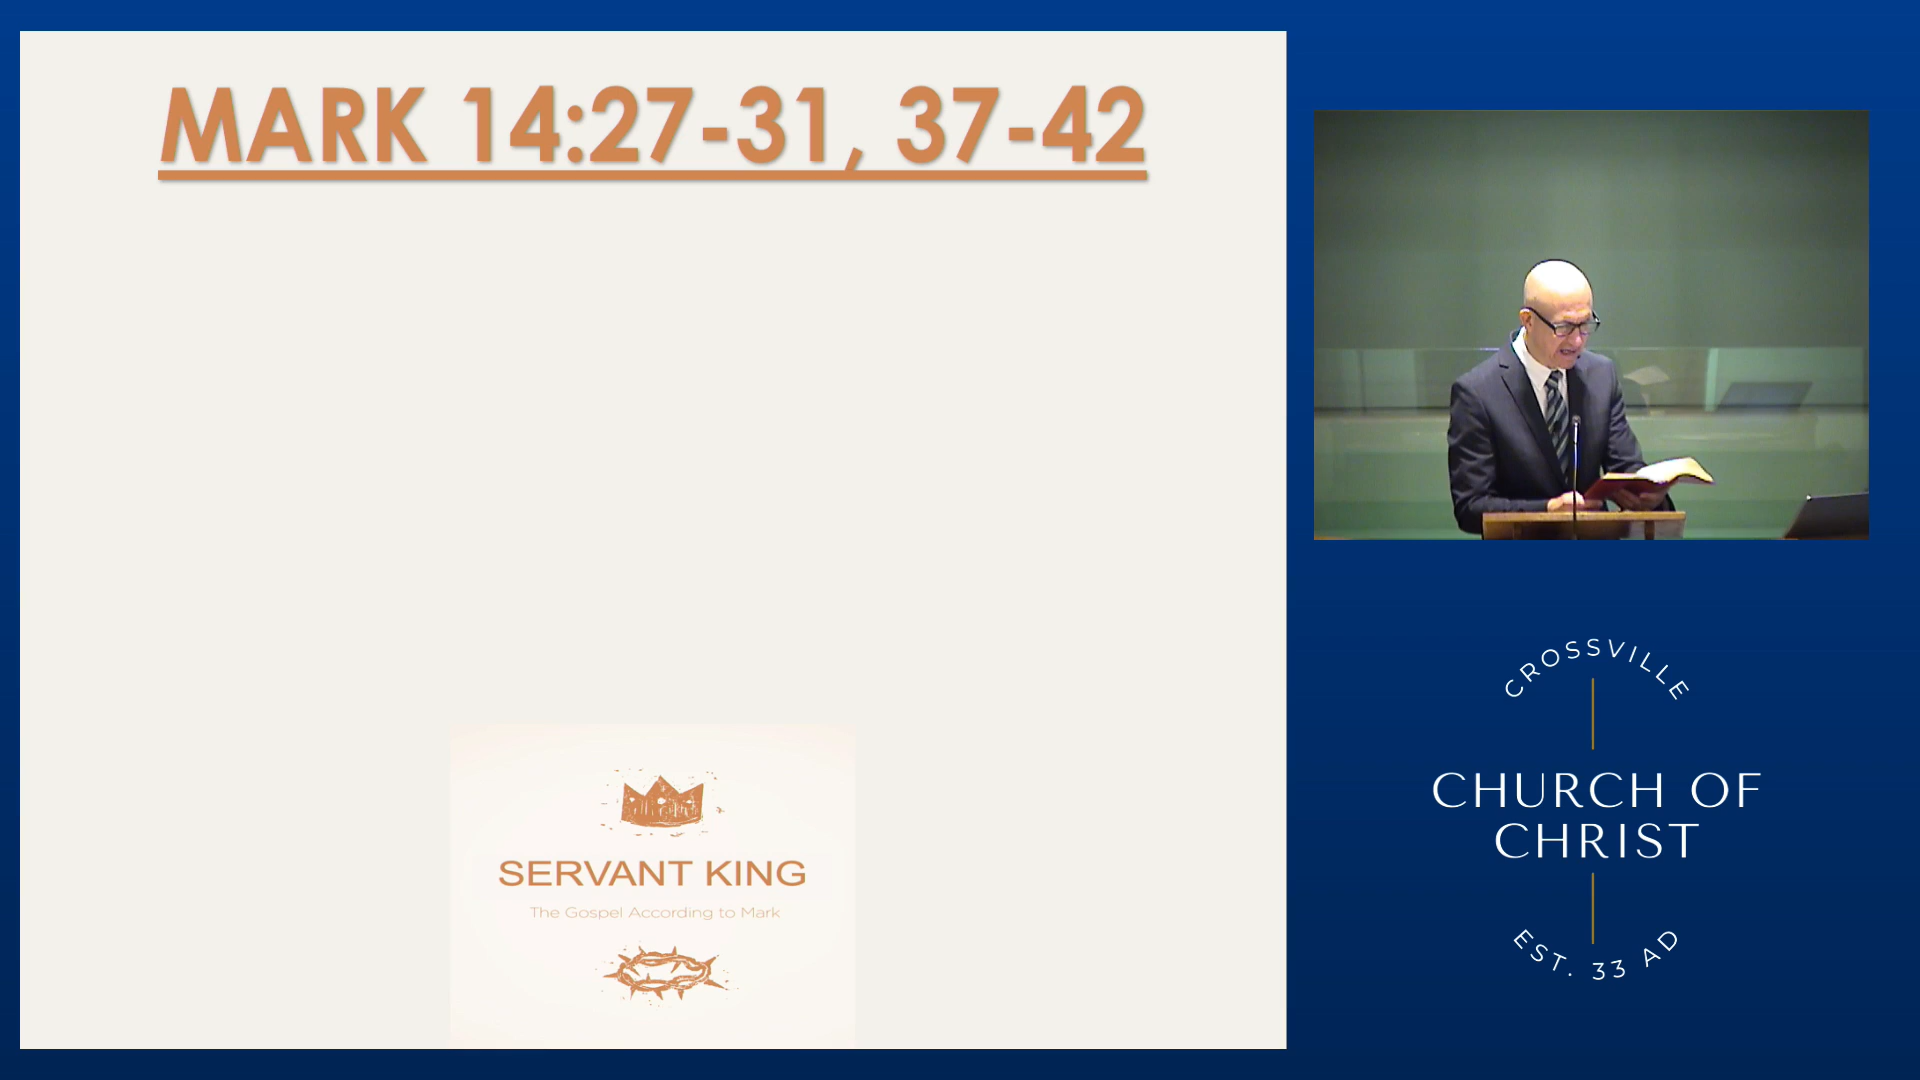 MARK 14:27-31, 37-42
SERVANT KING
The Gospel According to Mark
CROSSVILLE
CHURCH OF
CHRIST
EST. 33 AD